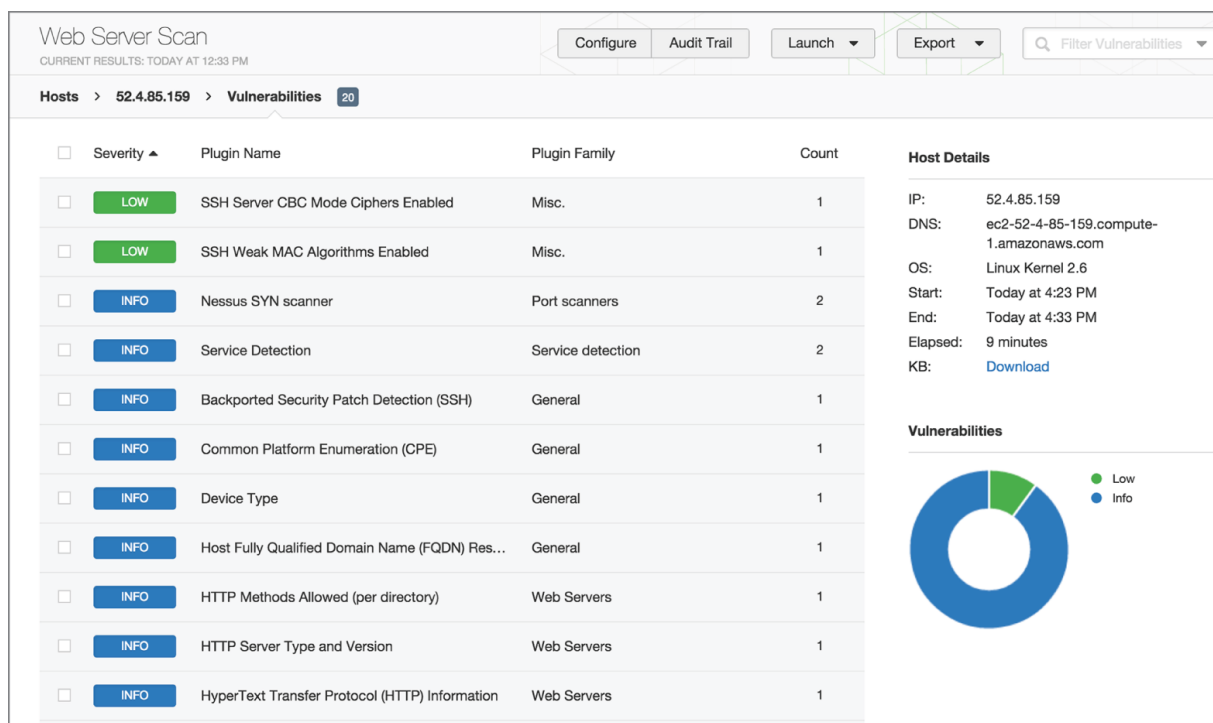 Web Server Scan
CURRENT RESULTS: TODAY AT 12:33 PM
Configure Audit Trail Launch Export Filter Vulnerabilities
Hosts > 52.4.85.159 > Vulnerabilities 20
Severity Plugin Name Plugin Family Count
LOW SSH Server CBC Mode Ciphers Enabled Misc. 1
LOW SSH Weak MAC Algorithms Enabled Misc. 1
INFO Nessus SYN scanner Port scanners 2
INFO Service Detection Service detection 2
INFO Backported Security Patch Detection (SSH) General 1
INFO Common Platform Enumeration (CPE) General 1
INFO Device Type General 1
INFO Host Fully Qualified Domain Name (FQDN) Res... General 1
INFO HTTP Methods Allowed (per directory) Web Servers 1
INFO HTTP Server Type and Version Web Servers 1
INFO HyperText Transfer Protocol (HTTP) Information Web Servers 1
Host Details
IP: 52.4.85.159
DNS: ec2-52-4-85-159.compute-
1.amazonaws.com
OS: Linux Kernel 2.6
Start: Today at 4:23 PM
End: Today at 4:33 PM
Elapsed: 9 minutes
KB: Download
Vulnerabilities
Low
Info